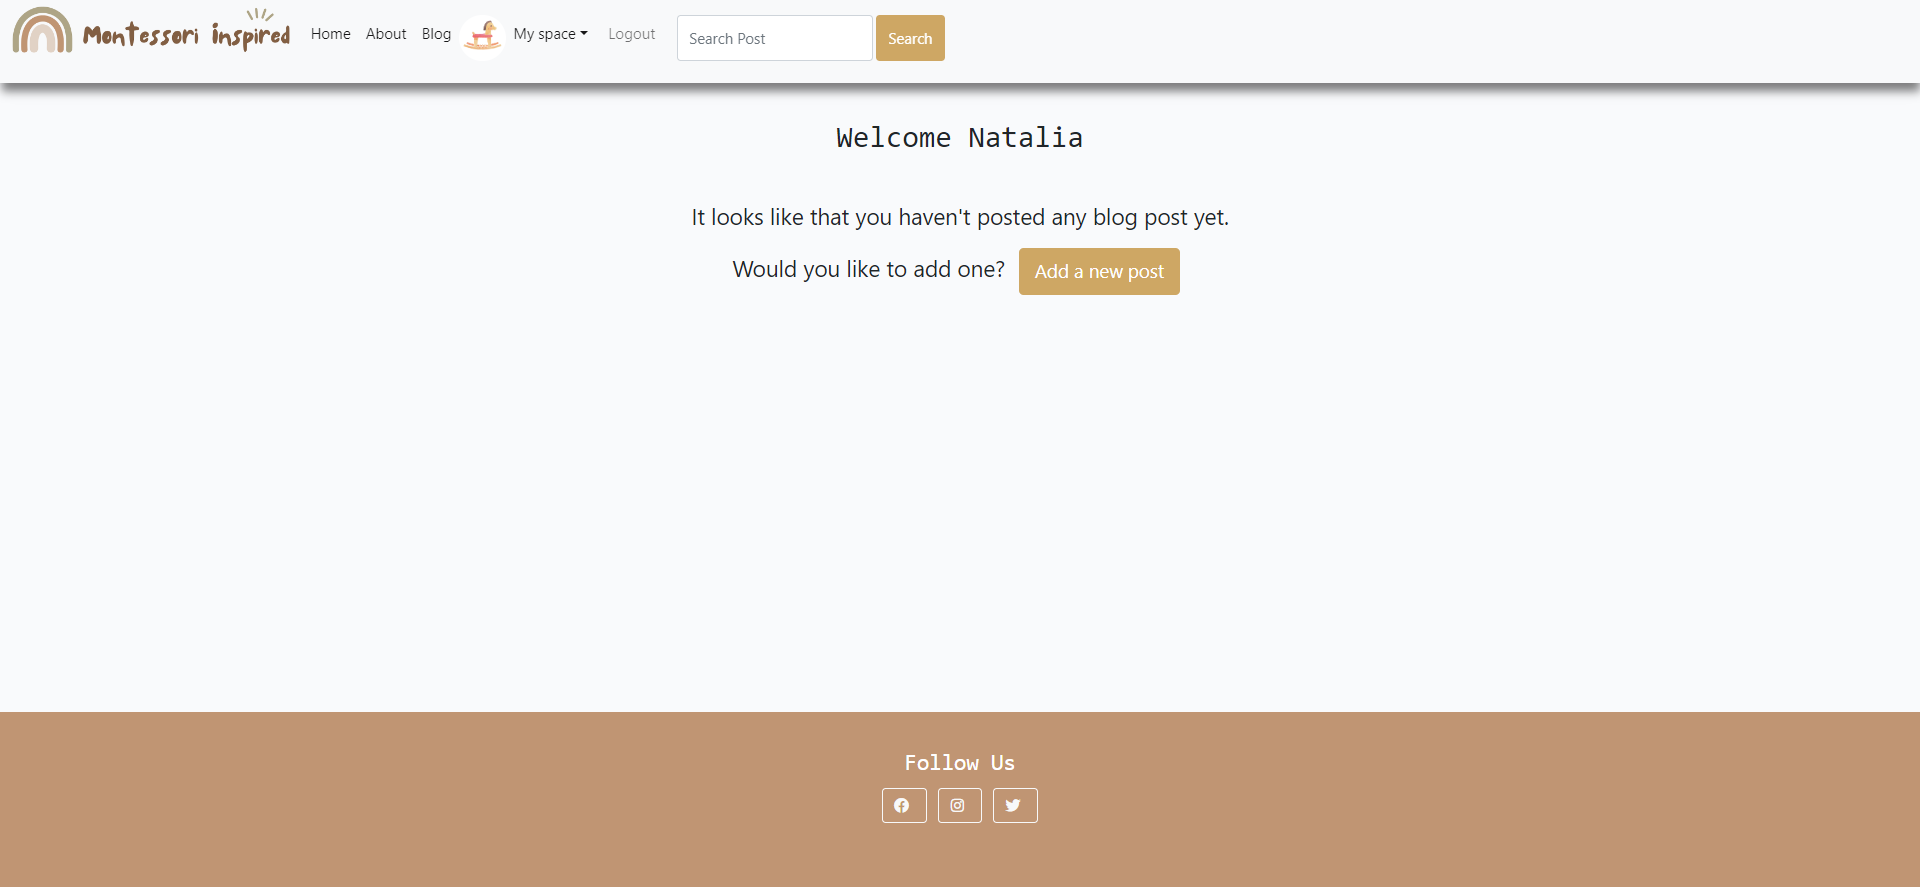 Montessori inspired Home About Blog My space Logout Search Post Search
Welcome Natalia
It looks like that you haven't posted any blog post yet.
Would you like to add one? Add a new post
Follow Us